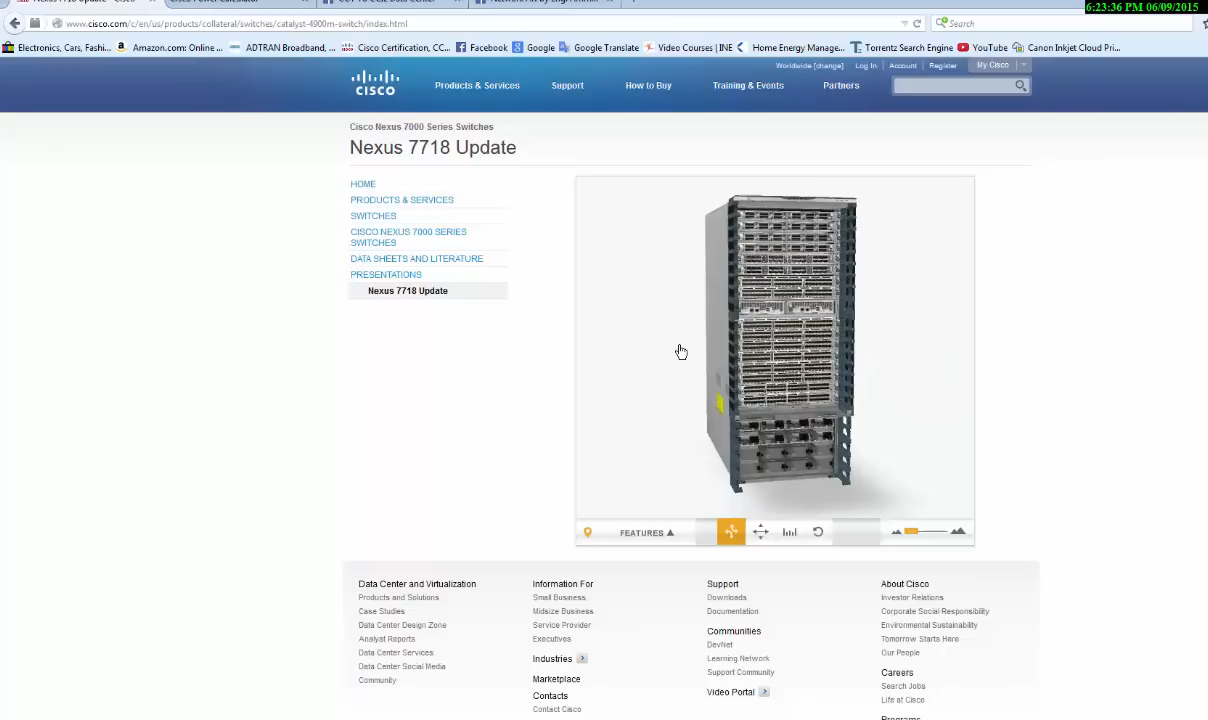 6:23:36 PM 06/09/2015
www.cisco.com/c/en/us/products/collateral/switches/catalyst-4900m-switch/index.html
Search
Electronics, Cars, Fashi...
Amazon.com: Online ...
ADTRAN Broadband, ...
Cisco Certification, CC...
Facebook
Google
Google Translate
Video Courses | INE
Home Energy Manage...
Torrentz Search Engine
YouTube
Canon Inkjet Cloud Pri...
Worldwide [change]
Log In
Account
Register
My Cisco
CISCO
Products & Services
Support
How to Buy
Training & Events
Partners
Cisco Nexus 7000 Series Switches
Nexus 7718 Update
HOME
PRODUCTS & SERVICES
SWITCHES
CISCO NEXUS 7000 SERIES
SWITCHES
DATA SHEETS AND LITERATURE
PRESENTATIONS
Nexus 7718 Update
FEATURES
Data Center and Virtualization
Products and Solutions
Case Studies
Data Center Design Zone
Analyst Reports
Data Center Services
Data Center Social Media
Community
Information For
Small Business
Midsize Business
Service Provider
Executives
Industries
Marketplace
Contacts
Contact Cisco
Support
Downloads
Documentation
Communities
DevNet
Learning Network
Support Community
Video Portal
About Cisco
Investor Relations
Corporate Social Responsibility
Environmental Sustainability
Tomorrow Starts Here
Our People
Careers
Search Jobs
Life at Cisco
Programs